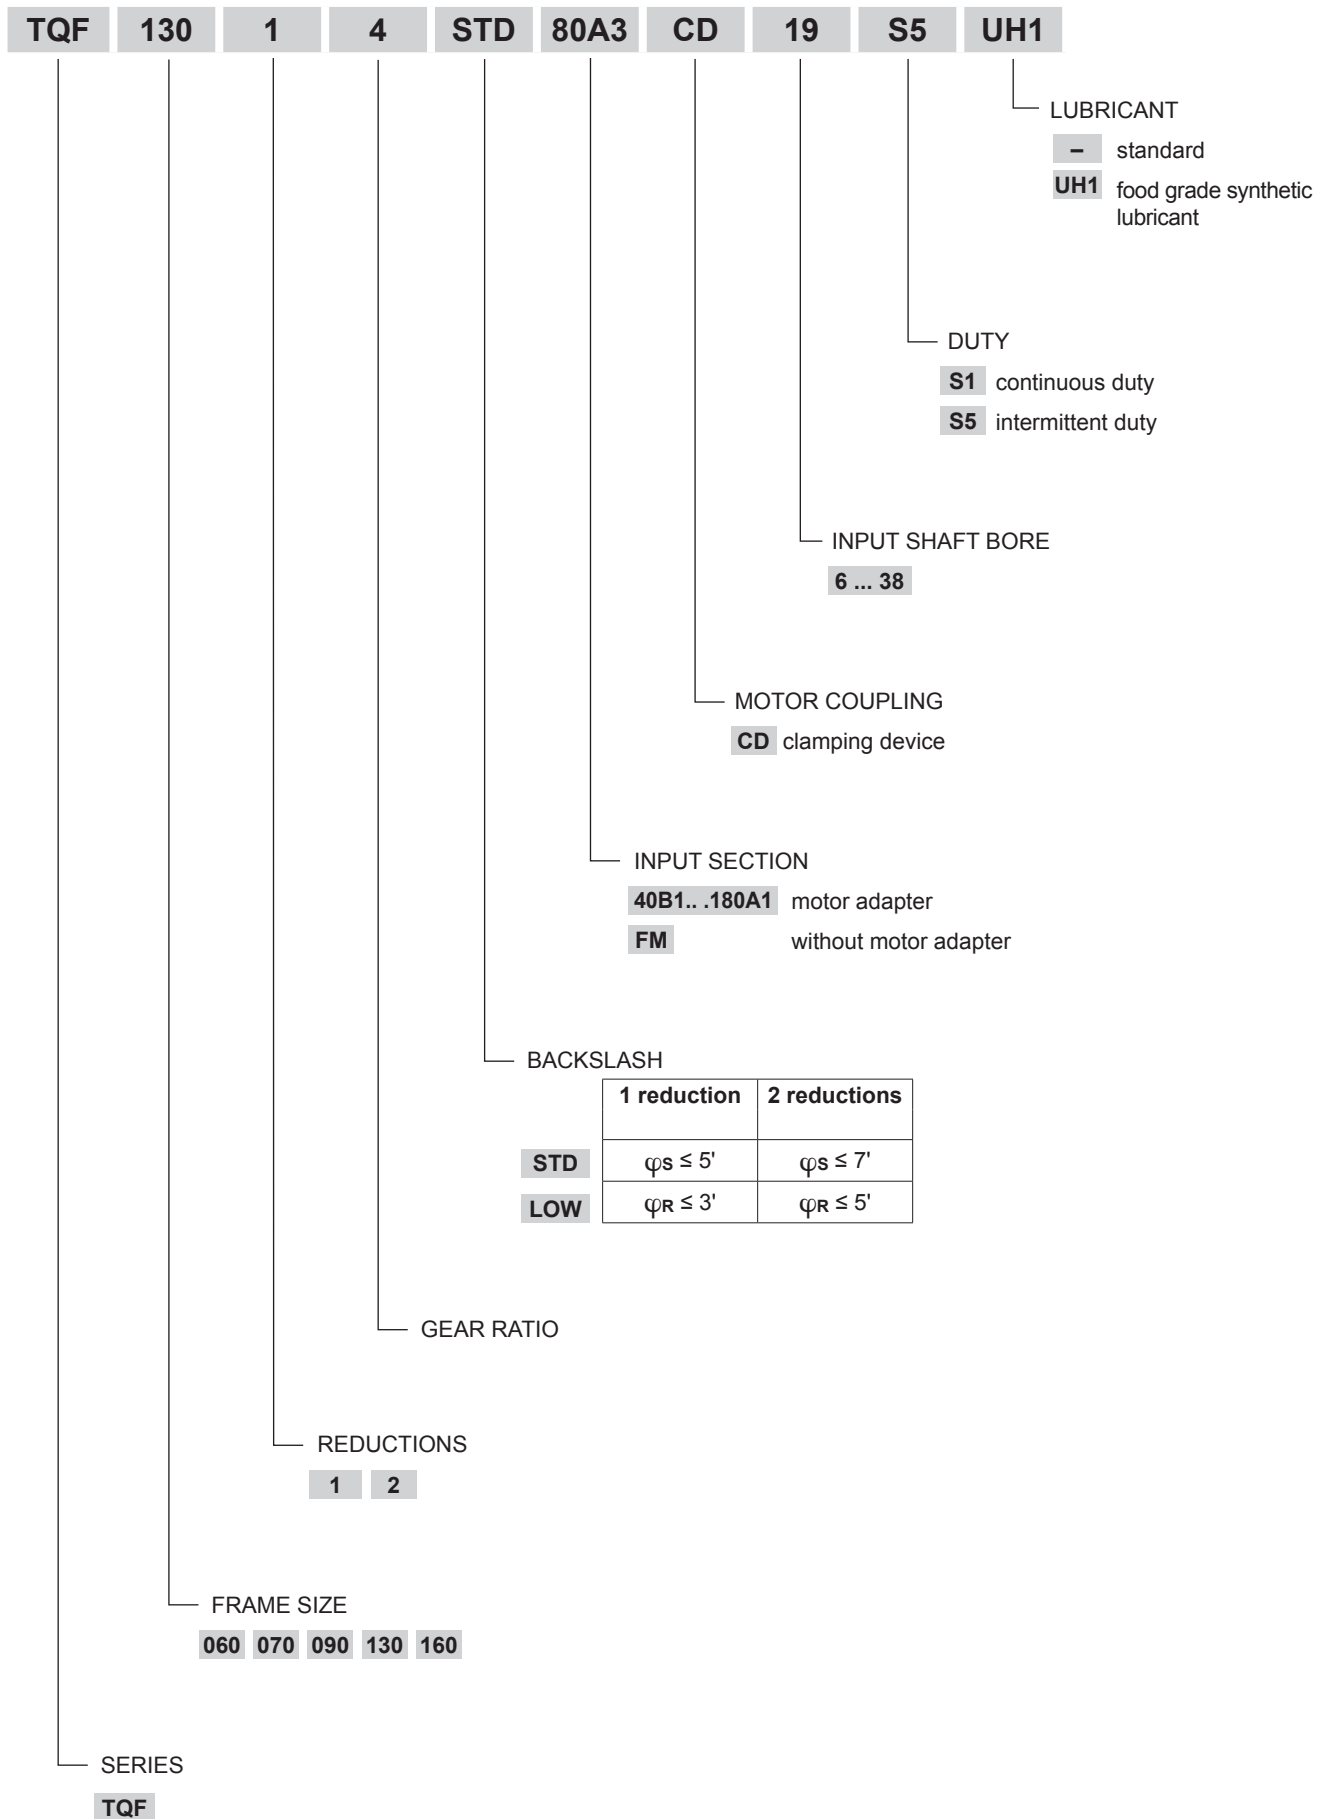 TQF 130 1 4 STD 80A3 CD 19 S5 UH1
LUBRICANT
– standard
UH1 food grade synthetic
lubricant
DUTY
S1 continuous duty
S5 intermittent duty
INPUT SHAFT BORE
6 ... 38
MOTOR COUPLING
CD clamping device
INPUT SECTION
40B1.. .180A1 motor adapter
FM without motor adapter
BACKSLASH
1 reduction 2 reductions
STD φS ≤ 5' φS ≤ 7'
LOW φR ≤ 3' φR ≤ 5'
GEAR RATIO
REDUCTIONS
1 2
FRAME SIZE
060 070 090 130 160
SERIES
TQF